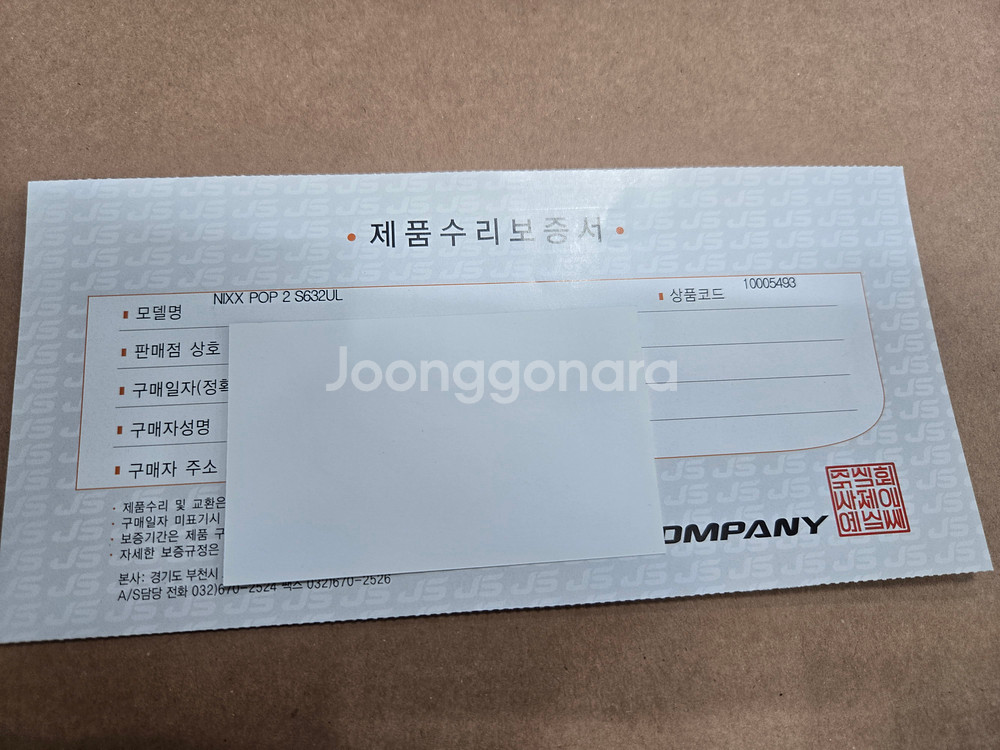 제품수리보증서
모델명 NIXX POP 2 S632UL
상품코드 10005493
판매점 상호
Joonggonara
구매일자(정확
구매자성명
구매자 주소
· 제품수리 및 교환은
· 구매일자 미표기시
· 보증기간은 제품 구
· 자세한 보증규정은
OMPANY
주식회
사제이
에스쎄
본사: 경기도 부천시
A/S담당 전화 032)670-2524 팩스 032)670-2526